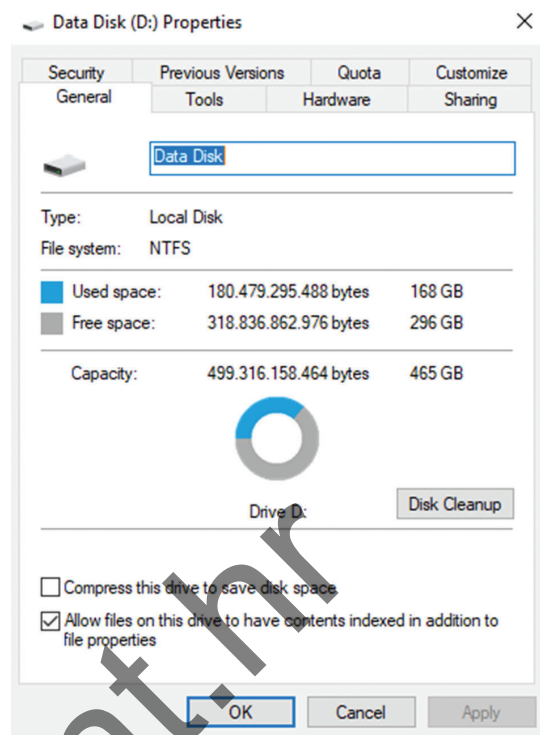 Data Disk (D:) Properties
Security Previous Versions Quota Customize
General Tools Hardware Sharing
Data Disk
Type: Local Disk
File system: NTFS
Used space: 180.479.295.488 bytes 168 GB
Free space: 318.836.862.976 bytes 296 GB
Capacity: 499.316.158.464 bytes 465 GB
Drive D:
Disk Cleanup
Compress this drive to save disk space
Allow files on this drive to have contents indexed in addition to
file properties
OK Cancel Apply
at.hr